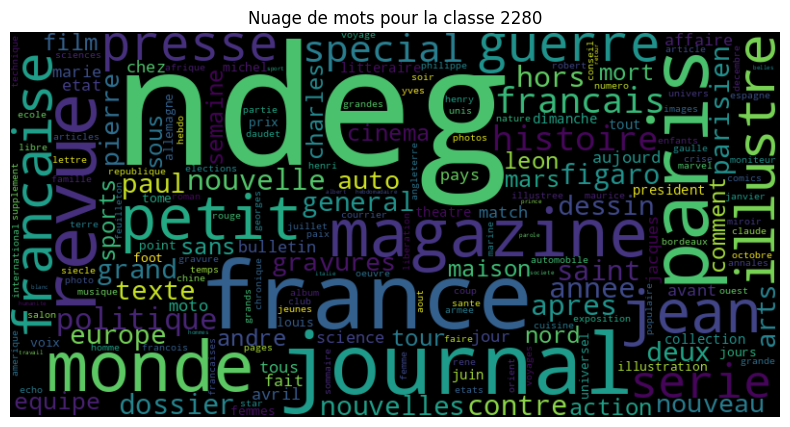 Nuage de mots pour la classe 2280
ndeg
france
journal
magazine
petit
monde
paris
revue
jean
presse
special
guerre
illustre
francaise
film
voyage
affaire
article
sciences
technique
afrique
michel
litteraire
philippe
robert
conseil
marie
etat
chez
hors
mort
francais
parisien
histoire
cinema
semaine
charles
pierre
sous
allemagne
hebdo
partie
prix
daudet
grandes
henry
unis
soir
yves
photos
numero
nature
images
univers
espagne
decembre
ecole
libre
articles
lettre
famille
republique
elections
henri
angleterre
dimanche
tout
enfants
gaulle
crise
marvel
moniteur
comics
janvier
supplement
international
sports
paul
nouvelle
auto
pays
leon
mars
figaro
aujourd
president
comment
feuilleton
tome
rouge
georges
general
courrier
theatre
match
dessin
terre
point
sans
bulletin
juillet
paix
siecle
photo
foot
grand
gravure
temps
chine
gravures
maison
saint
annee
automobile
claude
miroir
bordeaux
octobre
annales
jacques
avant
ouest
arts
salon
musique
texte
moto
politique
europe
chronique
grands
album
club
jeunes
oeuvre
aout
coup
sante
armee
apres
marine
prince
parole
societe
cuisine
exposition
populaire
collection
jours
grande
blanc
amerique
voix
homme
francois
andre
louis
science
tour
jour
nord
deux
universel
travail
echo
tous
fait
pages
francaises
femme
faire
rene
etats
juin
orient
voyages
illustration
serie
equipe
dossier
avril
femmes
star
sommaire
nouvelles
contre
action
nouveau